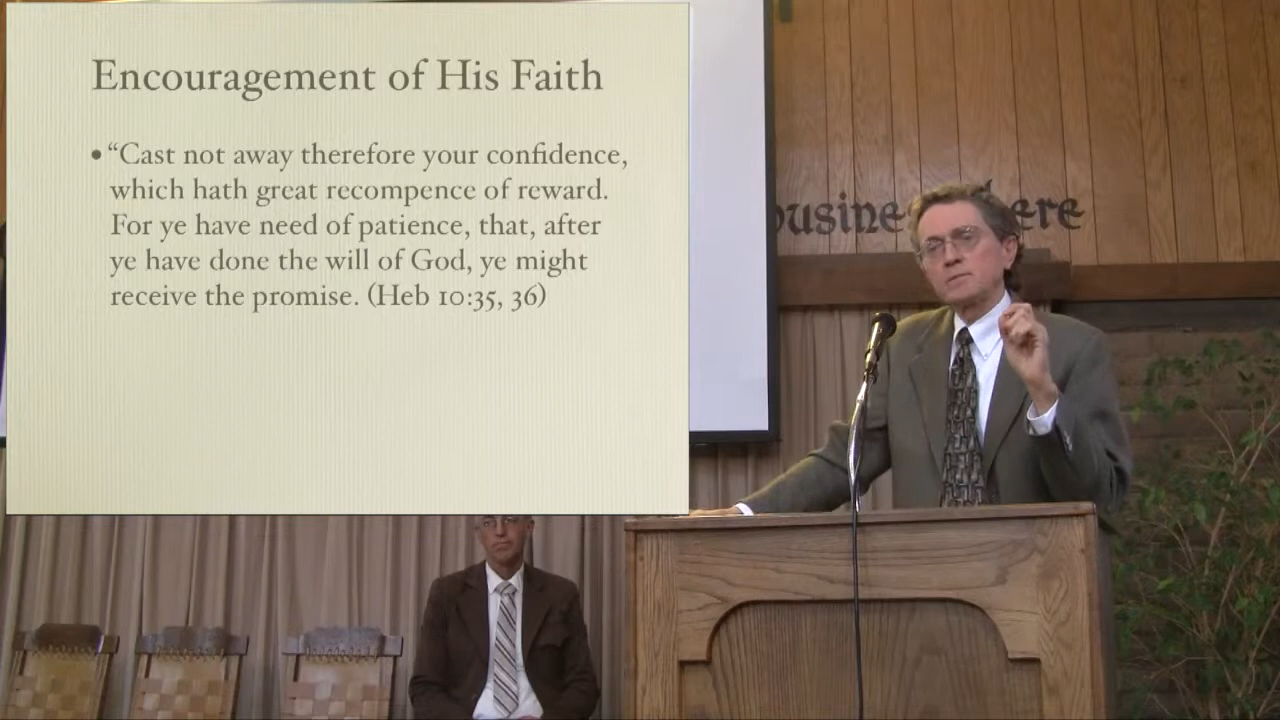 Encouragement of His Faith
• “Cast not away therefore your confidence,
which hath great recompence of reward.
For ye have need of patience, that, after
ye have done the will of God, ye might
receive the promise. (Heb 10:35, 36)